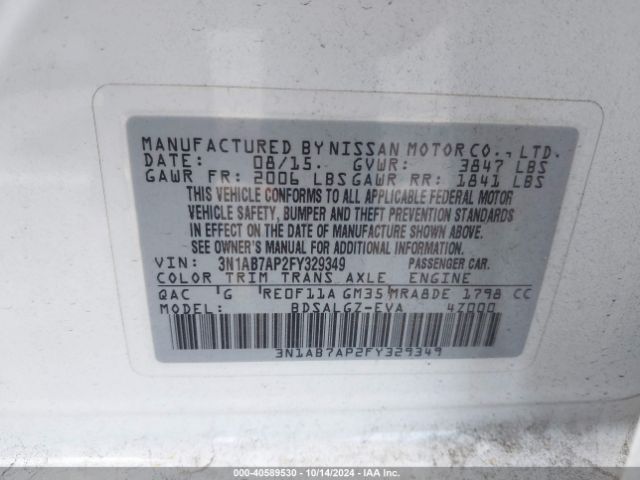 MANUFACTURED BY NISSAN MOTOR CO., LTD.
DATE: 08/15. GVWR: 3847 LBS
GAWR FR: 2006 LBS GAWR RR: 1841 LBS
THIS VEHICLE CONFORMS TO ALL APPLICABLE FEDERAL MOTOR
VEHICLE SAFETY, BUMPER AND THEFT PREVENTION STANDARDS
IN EFFECT ON THE DATE OF MANUFACTURE SHOWN ABOVE.
SEE OWNER'S MANUAL FOR ADDITIONAL INFORMATION.
VIN: 3N1AB7AP2FY329349 PASSENGER CAR.
COLOR TRIM TRANS AXLE ENGINE
QAC G RE0F11A GM35 MRA8DE 1798 CC
MODEL: BDSALGZ-EVA 4Z000
3N1AB7AP2FY329349
000-40589530 - 10/14/2024 - IAA Inc.